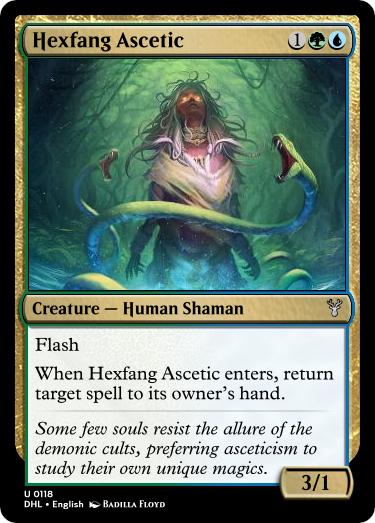 Hexfang Ascetic 1
Creature — Human Shaman
Flash
When Hexfang Ascetic enters, return
target spell to its owner's hand.
Some few souls resist the allure of the
demonic cults, preferring asceticism to
study their own unique magics.
3/1
U 0118
DHL • English BADILLA FLOYD